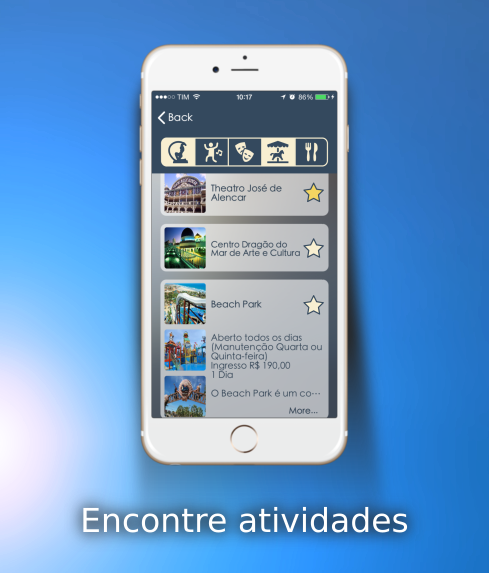 ●●●○○ TIM 10:17 86%
Back
Theatro José de
Alencar
Centro Dragão do
Mar de Arte e Cultura
Beach Park
Aberto todos os dias
(Manutenção Quarta ou
Quinta-feira)
Ingresso R$ 190,00
1 Dia
O Beach Park é um co···
More...
Encontre atividades